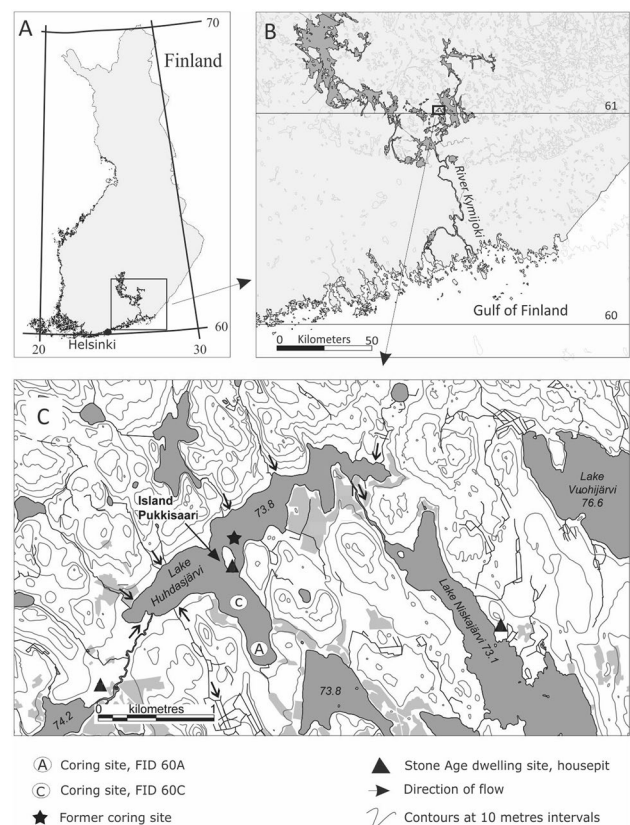 A
70
Finland
60
20
Helsinki
30
B
61
River Kymijoki
Gulf of Finland
60
0 Kilometers 50
C
Island
Pukkisaari
73.8
Lake
Huhdasjärvi
C
A
Lake
Vuohijärvi
76.6
Lake Niskajärvi 73.1
73.8
74.2
0 kilometres 1
A Coring site, FID 60A
C Coring site, FID 60C
Former coring site
Stone Age dwelling site, housepit
Direction of flow
Contours at 10 metres intervals